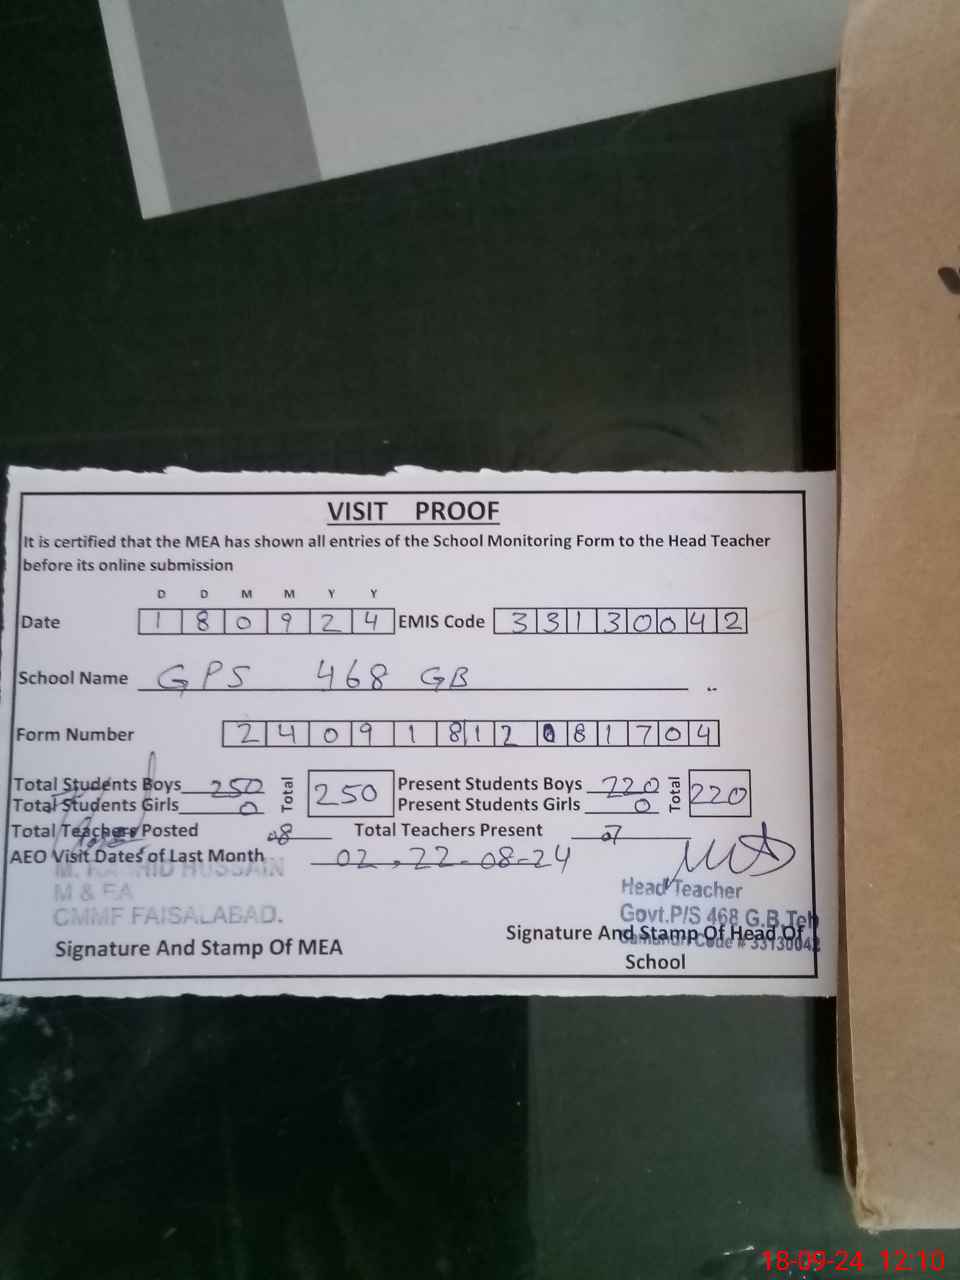 VISIT PROOF
It is certified that the MEA has shown all entries of the School Monitoring Form to the Head Teacher
before its online submission
D D M M Y Y
Date 1 8 0 9 2 4 EMIS Code 3 3 1 3 0 0 4 2
School Name GPS 468 GB
Form Number 2 4 0 9 1 8 1 2 0 8 1 7 0 4
Total Students Boys 250 Total 250 Present Students Boys 220 Total 220
Total Students Girls 0 Present Students Girls 0
Total Teachers Posted 08 Total Teachers Present 07
AEO Visit Dates of Last Month 02, 22-08-24
M. RASHID HUSSAIN
M & EA
CMMF FAISALABAD.
Signature And Stamp Of MEA
Head Teacher
Govt.P/S 468 G.B Teh
Samundri Code # 33130042
Signature And Stamp Of Head Of
School
18-09-24 12:10